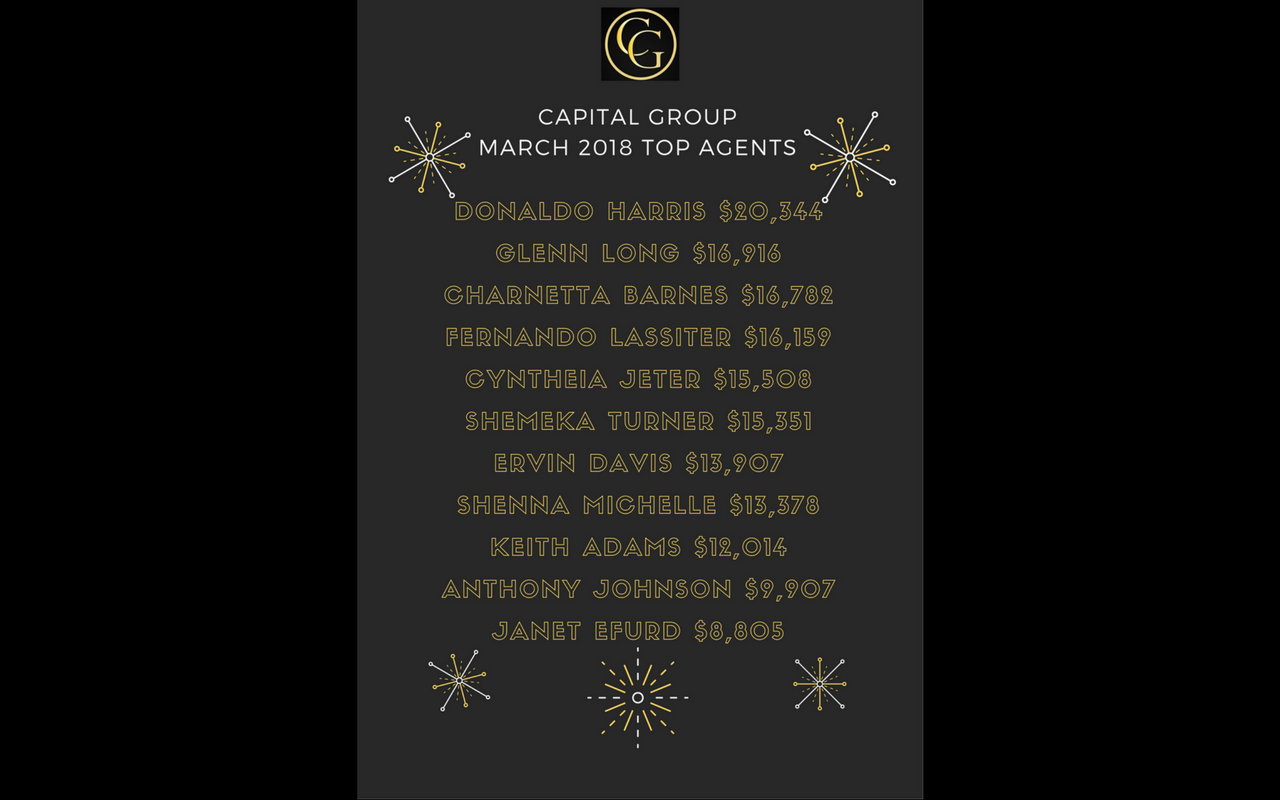 CG
CAPITAL GROUP
MARCH 2018 TOP AGENTS
DONALDO HARRIS $20,344
GLENN LONG $16,916
CHARNETTA BARNES $16,782
FERNANDO LASSITER $16,159
CYNTHEIA JETER $15,508
SHEMEKA TURNER $15,351
ERVIN DAVIS $13,907
SHENNA MICHELLE $13,378
KEITH ADAMS $12,014
ANTHONY JOHNSON $9,907
JANET EFURD $8,805